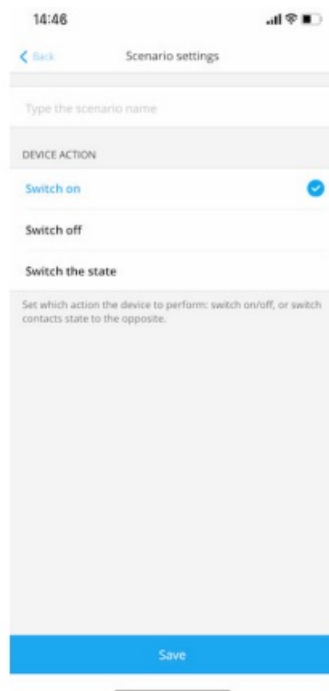 14:46
Back
Scenario settings
Type the scenario name
DEVICE ACTION
Switch on
Switch off
Switch the state
Set which action the device to perform: switch on/off, or switch
contacts state to the opposite.
Save